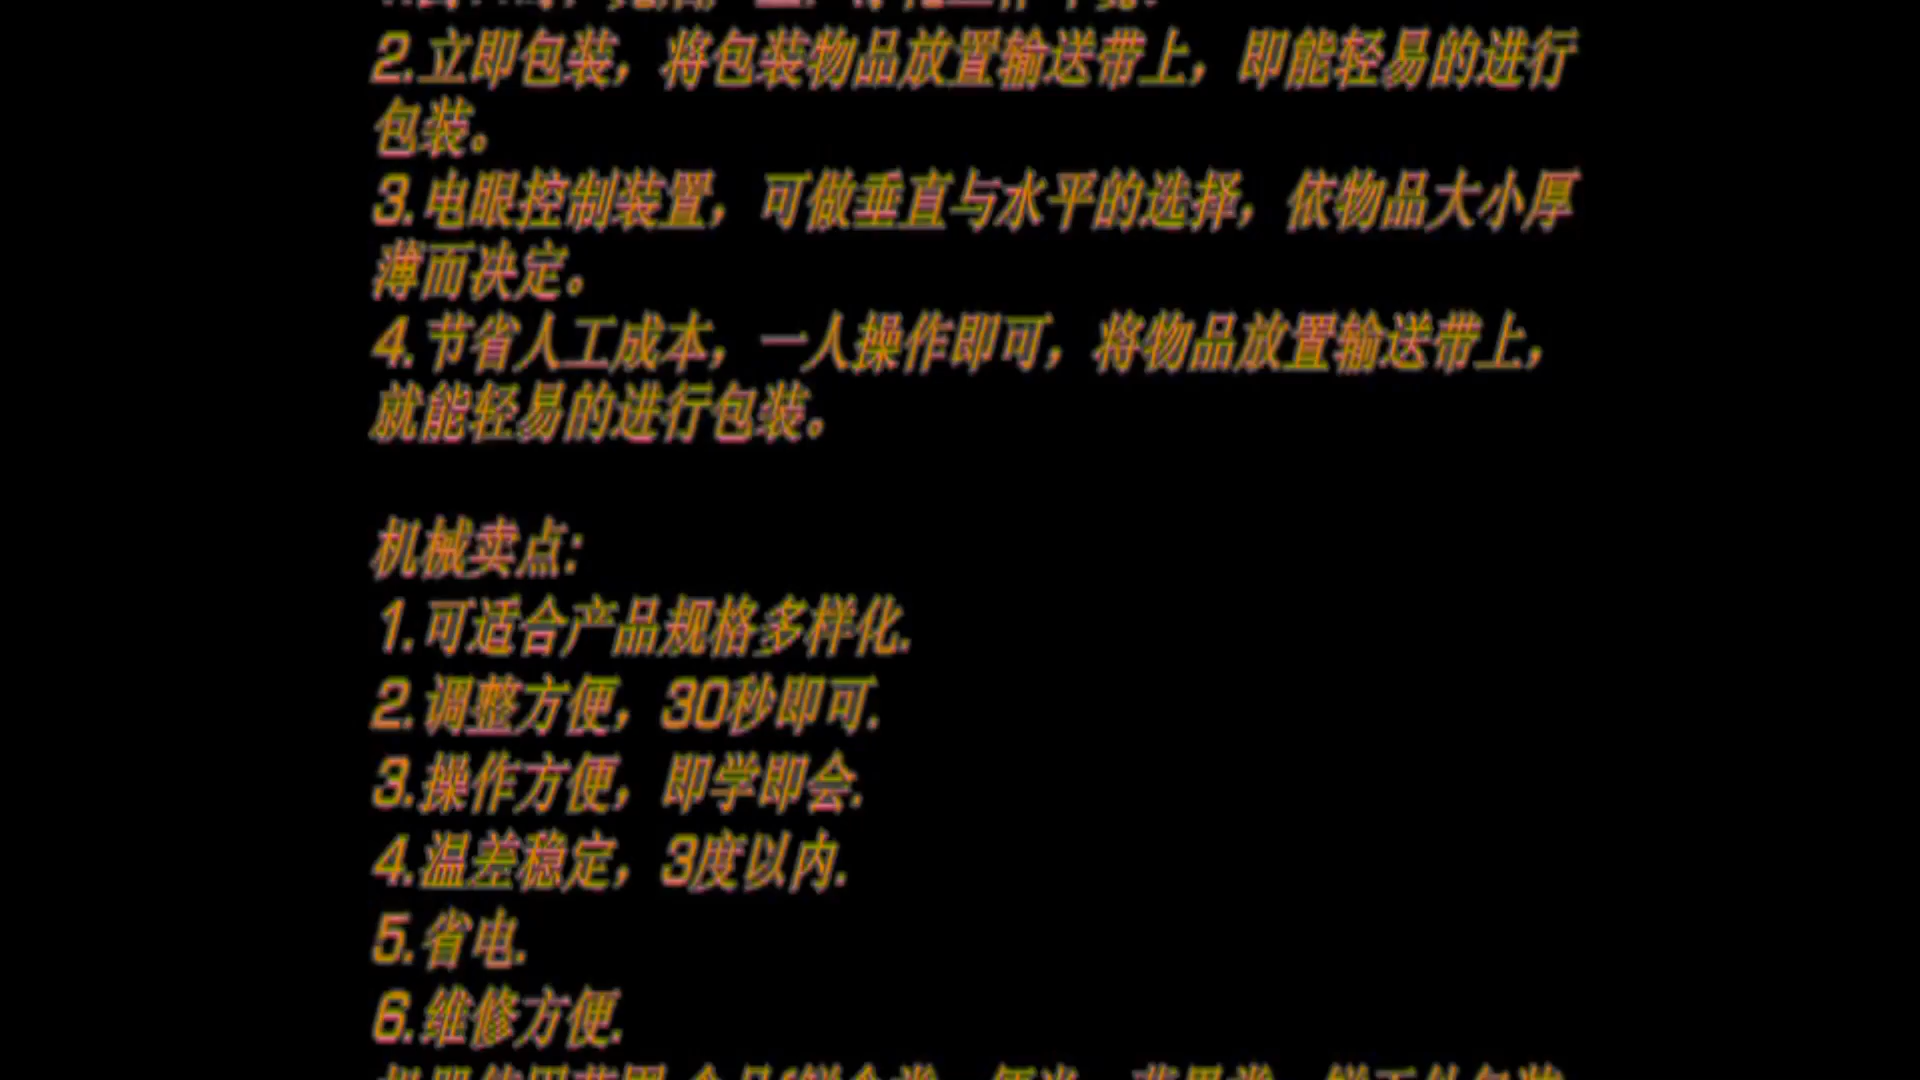 2.立即包装，将包装物品放置输送带上，即能轻易的进行
包装。
3.电眼控制装置，可做垂直与水平的选择，依物品大小厚
薄而决定。
4.节省人工成本，一人操作即可，将物品放置输送带上，
就能轻易的进行包装。
机械卖点:
1.可适合产品规格多样化.
2.调整方便，30秒即可.
3.操作方便，即学即会.
4.温差稳定，3度以内.
5.省电.
6.维修方便.